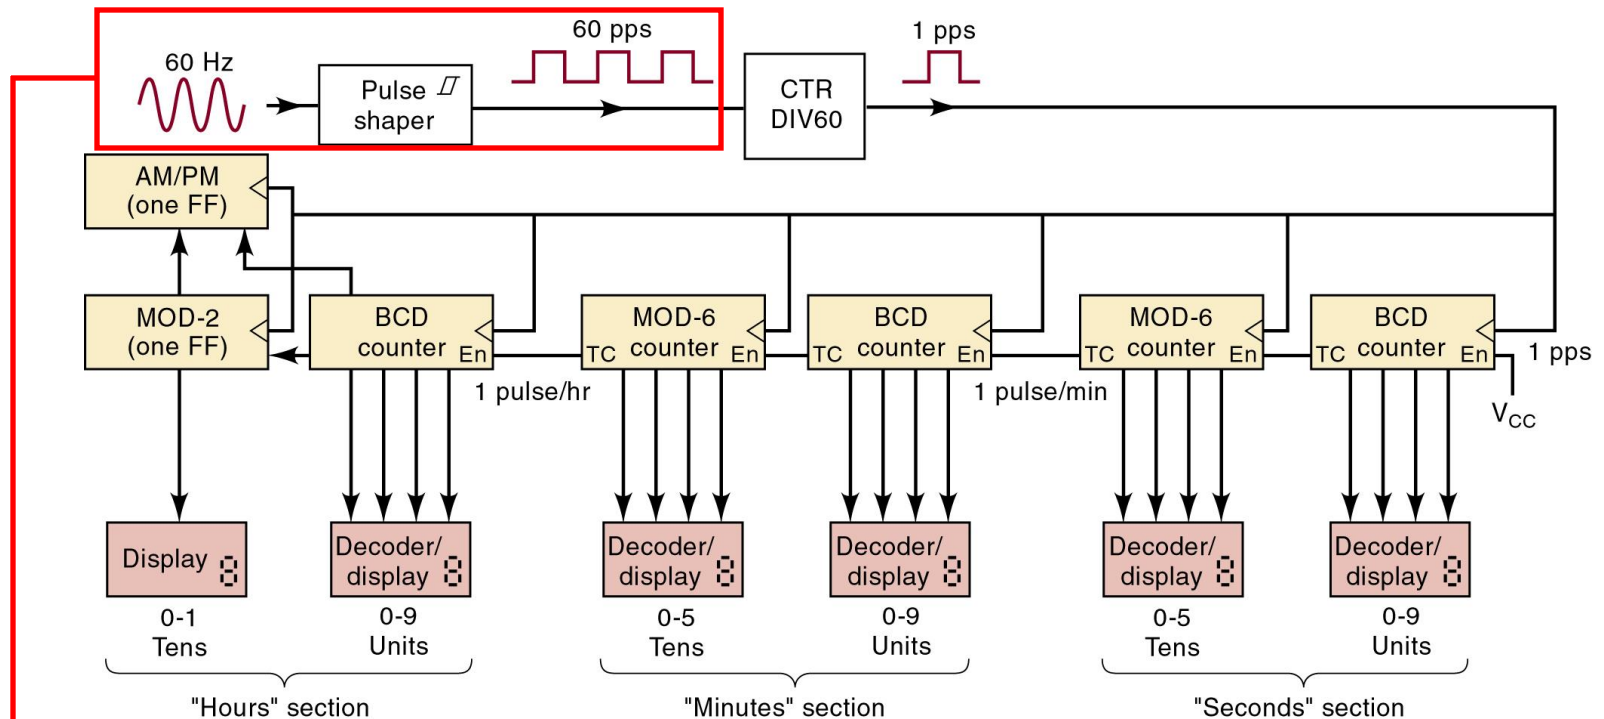 60 pps
1 pps
60 Hz
Pulse
shaper
CTR
DIV60
AM/PM
(one FF)
MOD-2
(one FF)
BCD
counter
En
MOD-6
counter
TC
En
BCD
counter
TC
En
MOD-6
counter
TC
En
BCD
counter
TC
En
1 pps
1 pulse/hr
1 pulse/min
VCC
Display
Decoder/
display
Decoder/
display
Decoder/
display
Decoder/
display
Decoder/
display
0-1
Tens
0-9
Units
0-5
Tens
0-9
Units
0-5
Tens
0-9
Units
"Hours" section
"Minutes" section
"Seconds" section